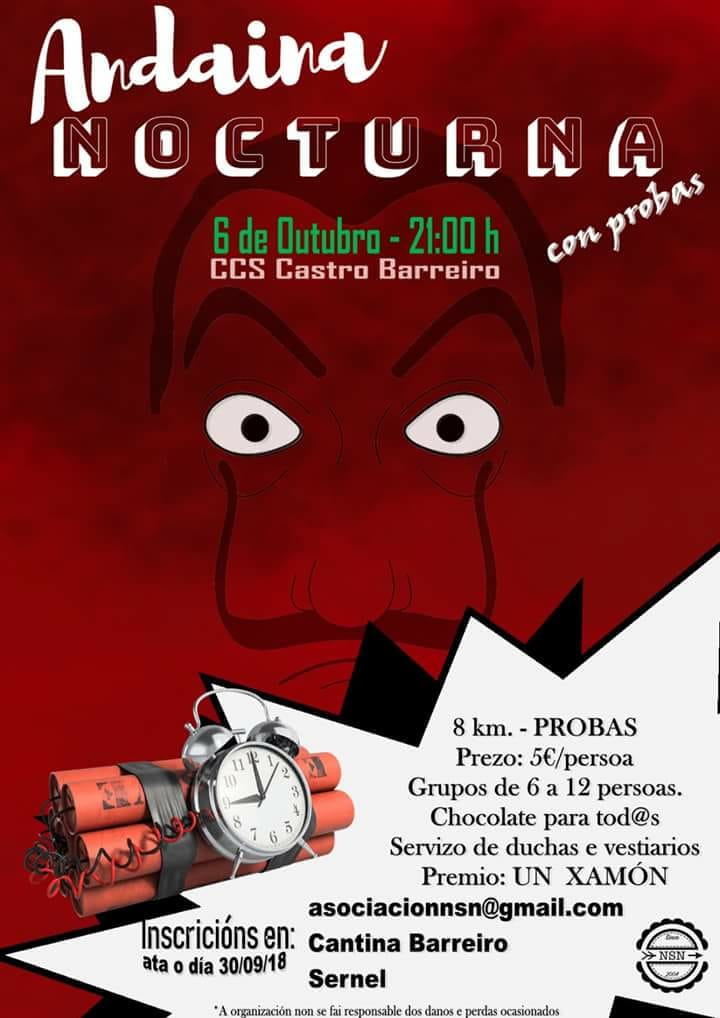 Andaina
NOCTURNA
con probas
6 de Outubro - 21:00 h
CCS Castro Barreiro
8 km. - PROBAS
Prezo: 5€/persoa
Grupos de 6 a 12 persoas.
Chocolate para tod@s
Servizo de duchas e vestiarios
Premio: UN XAMÓN
Inscricións en:
ata o día 30/09/18
asociacionnsn@gmail.com
Cantina Barreiro
Sernel
NSN
2004
*A organización non se fai responsable dos danos e perdas ocasionados